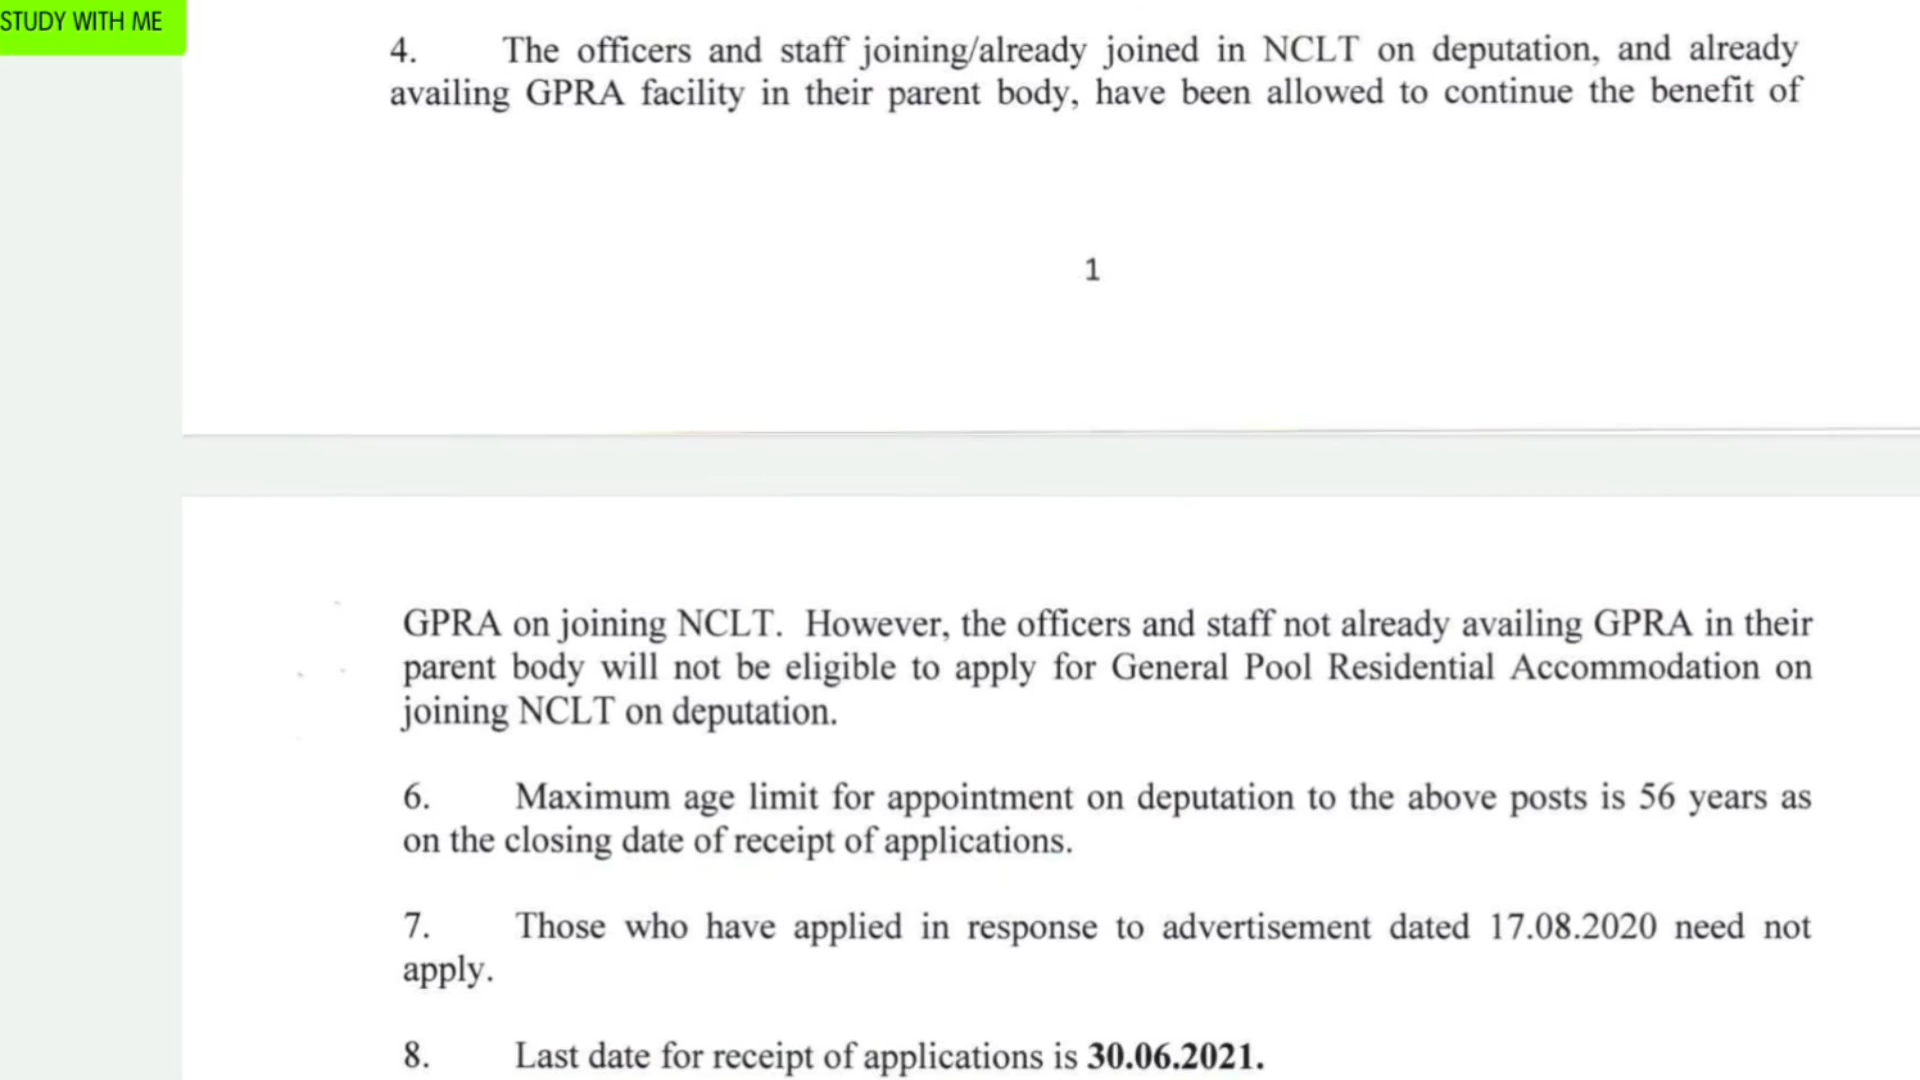 STUDY WITH ME
4. The officers and staff joining/already joined in NCLT on deputation, and already
availing GPRA facility in their parent body, have been allowed to continue the benefit of
1
GPRA on joining NCLT. However, the officers and staff not already availing GPRA in their
parent body will not be eligible to apply for General Pool Residential Accommodation on
joining NCLT on deputation.
6. Maximum age limit for appointment on deputation to the above posts is 56 years as
on the closing date of receipt of applications.
7. Those who have applied in response to advertisement dated 17.08.2020 need not
apply.
8. Last date for receipt of applications is 30.06.2021.